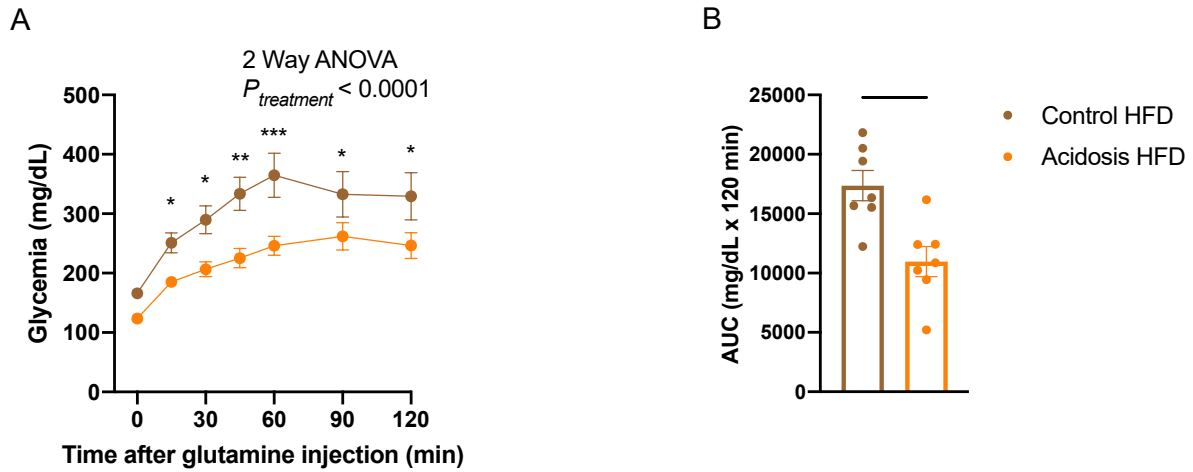 A
2 Way ANOVA
P treatment < 0.0001
500
400
300
200
100
0
Glycemia (mg/dL)
*
*
**
***
*
*
0 30 60 90 120
Time after glutamine injection (min)
B
25000
20000
15000
10000
5000
0
AUC (mg/dL x 120 min)
Control HFD
Acidosis HFD